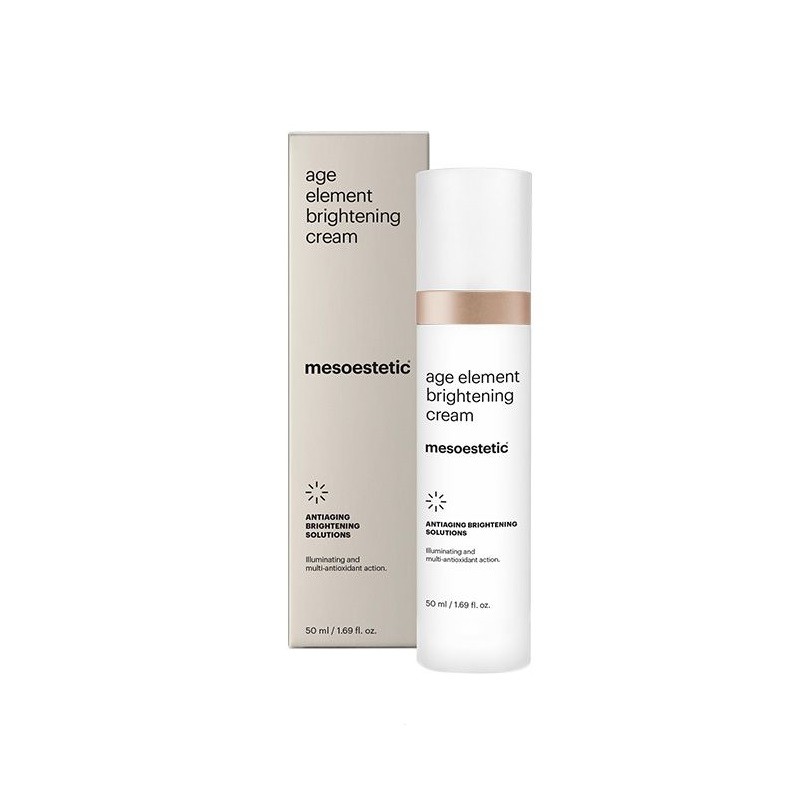 age
element
brightening
cream
mesoestetic®
ANTIAGING
BRIGHTENING
SOLUTIONS
Illuminating and
multi-antioxidant action.
50 ml / 1.69 fl. oz.
age element
brightening
cream
mesoestetic®
ANTIAGING BRIGHTENING
SOLUTIONS
Illuminating and
multi-antioxidant action.
50 ml / 1.69 fl. oz.